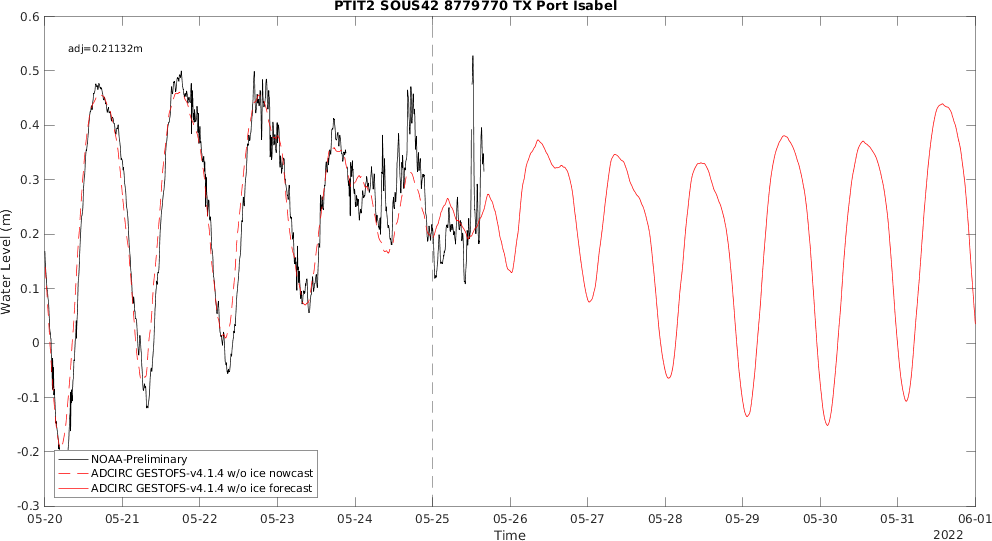 PTIT2 SOUS42 8779770 TX Port Isabel
adj=0.21132m
Water Level (m)
0.6
0.5
0.4
0.3
0.2
0.1
0
-0.1
-0.2
-0.3
NOAA-Preliminary
ADCIRC GESTOFS-v4.1.4 w/o ice nowcast
ADCIRC GESTOFS-v4.1.4 w/o ice forecast
05-20 05-21 05-22 05-23 05-24 05-25 05-26 05-27 05-28 05-29 05-30 05-31 06-01
Time
2022